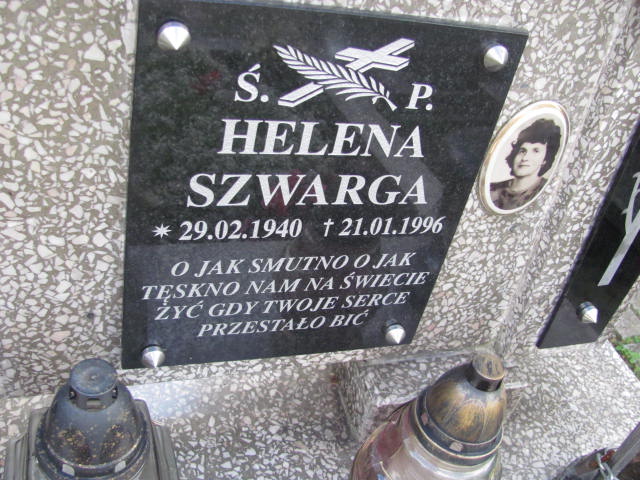 Ś. P.
HELENA
SZWARGA
* 29.02.1940 † 21.01.1996
O JAK SMUTNO O JAK
TĘSKNO NAM NA ŚWIECIE
ŻYĆ GDY TWOJE SERCE
PRZESTAŁO BIĆ